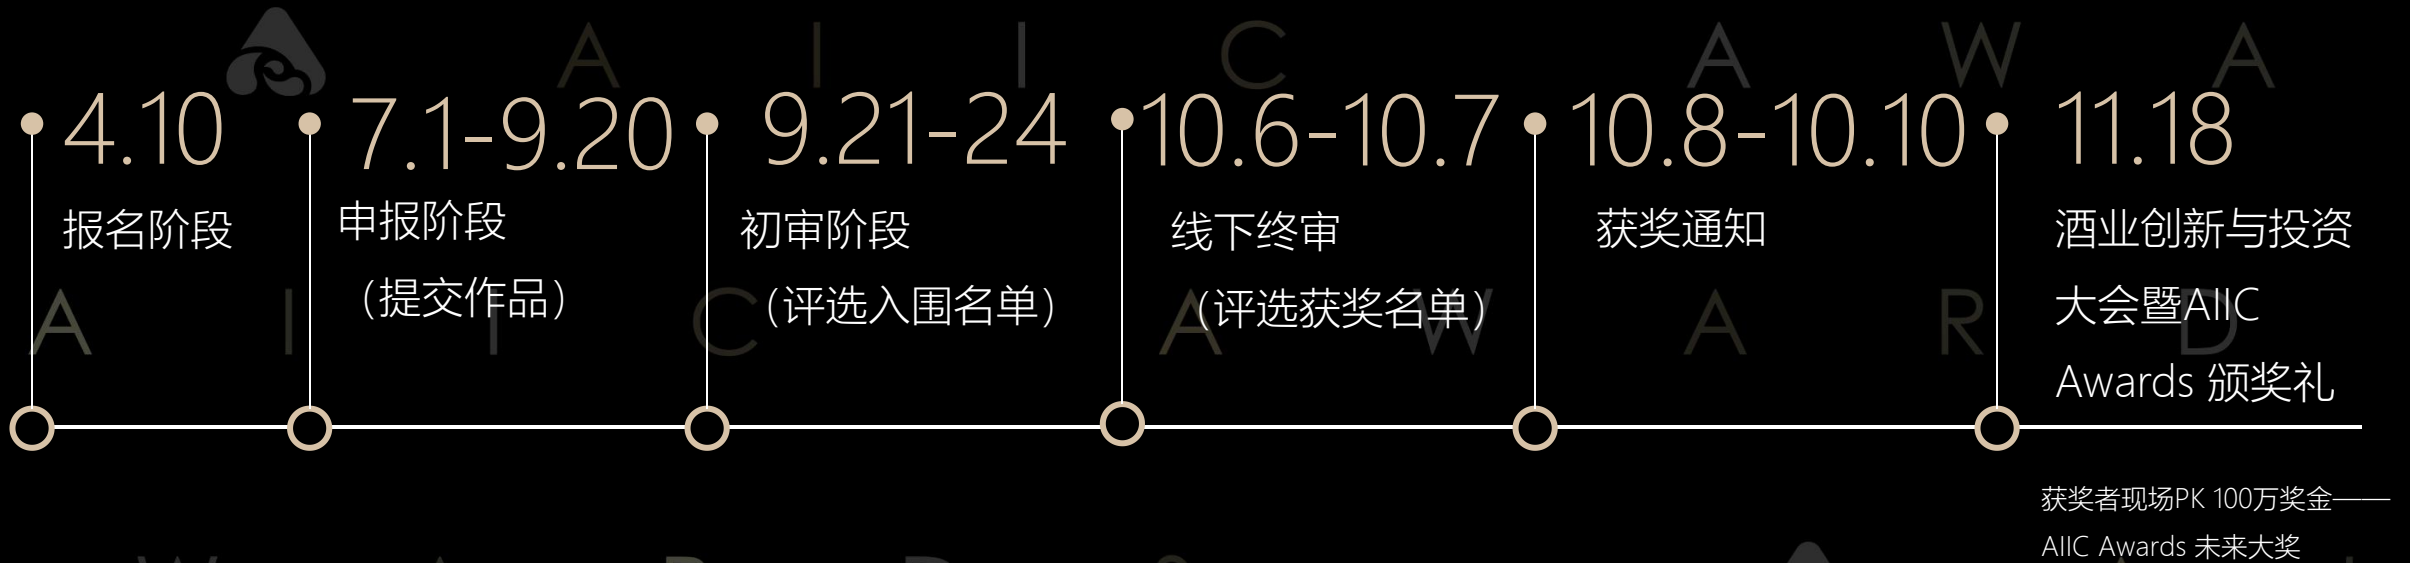 A I I C A W A
4.10
报名阶段
7.1-9.20
申报阶段
（提交作品）
9.21-24
初审阶段
（评选入围名单）
10.6-10.7
线下终审
（评选获奖名单）
10.8-10.10
获奖通知
11.18
酒业创新与投资
大会暨AIIC
Awards 颁奖礼
A I I C A W A R D
获奖者现场PK 100万奖金——
AIIC Awards 未来大奖